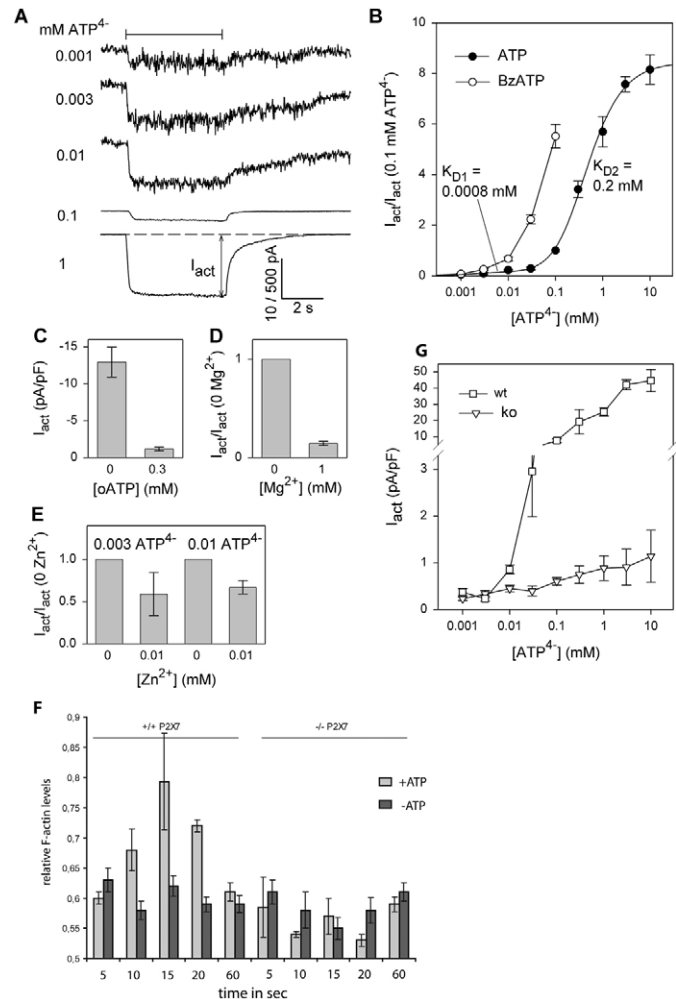 A
mM ATP4-
0.001
0.003
0.01
0.1
1
Iact
10 / 500 pA
2 s
B
Iact/Iact (0.1 mM ATP4-)
10
8
6
4
2
0
ATP
BzATP
KD1 =
0.0008 mM
KD2 =
0.2 mM
0.001 0.01 0.1 1 10
[ATP4-] (mM)
C
Iact (pA/pF)
-15
-10
-5
0
0 0.3
[oATP] (mM)
D
Iact/Iact (0 Mg2+)
1
0
0 1
[Mg2+] (mM)
E
Iact/Iact (0 Zn2+)
1.0
0.5
0.0
0.003 ATP4- 0.01 ATP4-
0 0.01 0 0.01
[Zn2+] (mM)
G
Iact (pA/pF)
50
40
30
20
10
3
2
1
0
wt
ko
0.001 0.01 0.1 1 10
[ATP4-] (mM)
F
relative F-actin levels
0,9
0,85
0,8
0,75
0,7
0,65
0,6
0,55
0,5
+/+ P2X7 -/- P2X7
+ATP
-ATP
5 10 15 20 60 5 10 15 20 60
time in sec